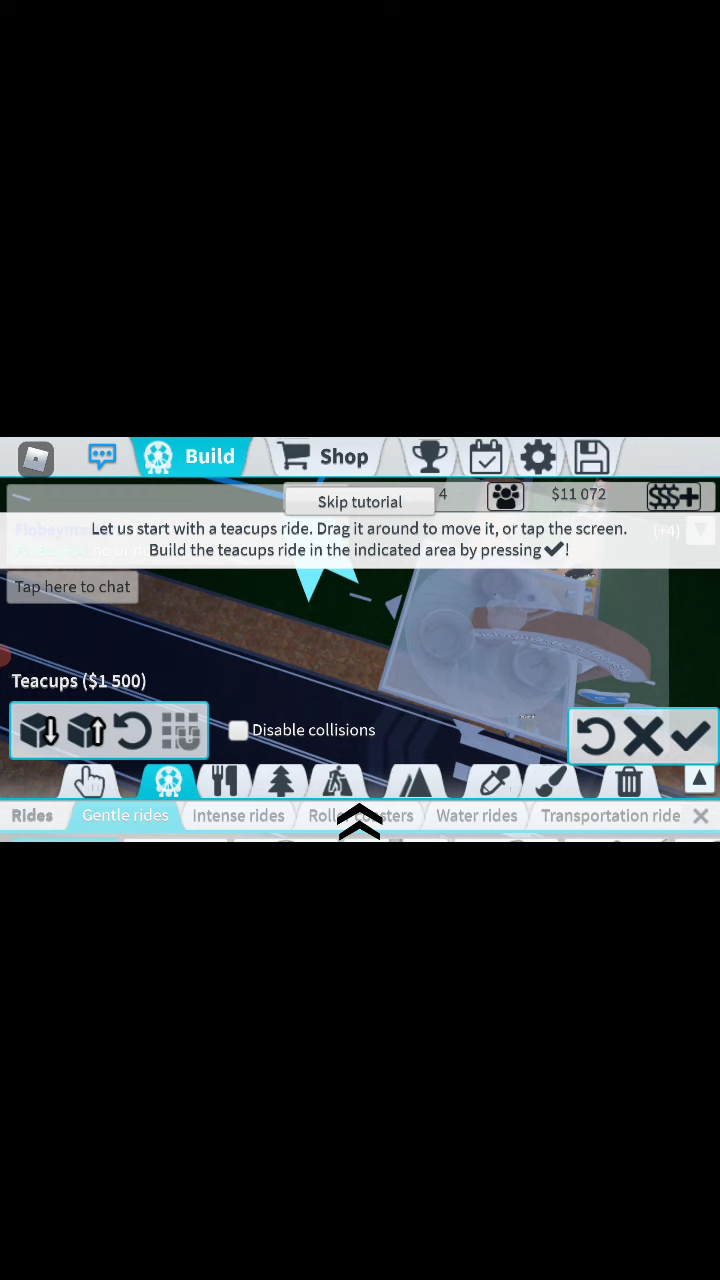 Build
Shop
Skip tutorial
4
$11 072
$$$+
Let us start with a teacups ride. Drag it around to move it, or tap the screen.
(+4)
Build the teacups ride in the indicated area by pressing ✔!
Tap here to chat
Teacups ($1 500)
Disable collisions
Rides
Gentle rides
Intense rides
Water rides
Transportation ride